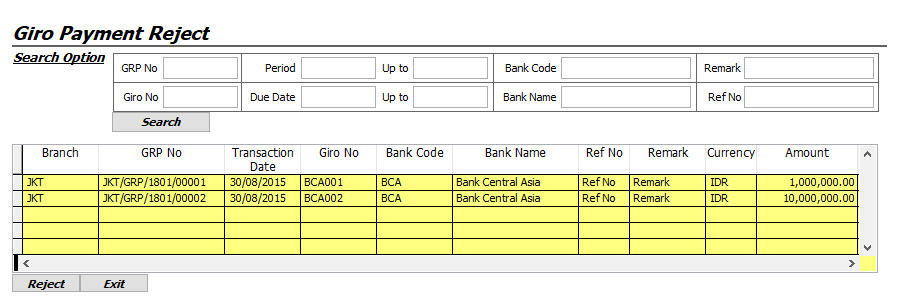 Giro Payment Reject
Search Option
GRP No Period Up to Bank Code Remark
Giro No Due Date Up to Bank Name Ref No
Search
Branch GRP No Transaction Date Giro No Bank Code Bank Name Ref No Remark Currency Amount
JKT JKT/GRP/1801/00001 30/08/2015 BCA001 BCA Bank Central Asia Ref No Remark IDR 1,000,000.00
JKT JKT/GRP/1801/00002 30/08/2015 BCA002 BCA Bank Central Asia Ref No Remark IDR 10,000,000.00
Reject Exit